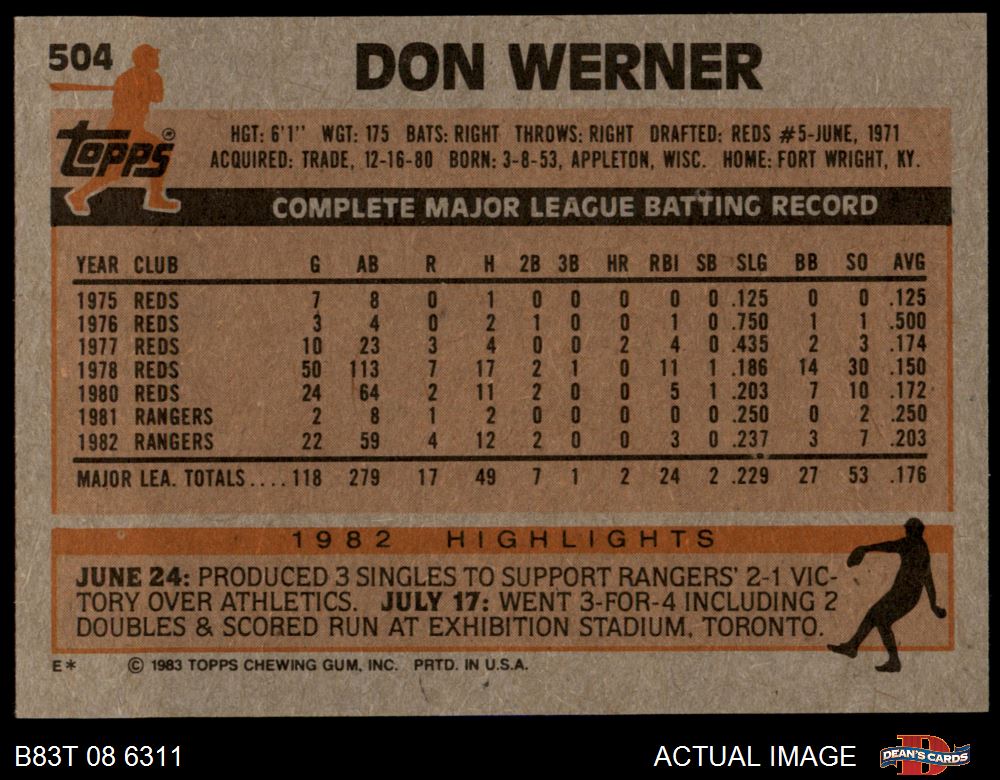 504
DON WERNER
Topps ®
HGT: 6'1" WGT: 175 BATS: RIGHT THROWS: RIGHT DRAFTED: REDS #5-JUNE, 1971
ACQUIRED: TRADE, 12-16-80 BORN: 3-8-53, APPLETON, WISC. HOME: FORT WRIGHT, KY.
COMPLETE MAJOR LEAGUE BATTING RECORD
YEAR CLUB G AB R H 2B 3B HR RBI SB SLG BB SO AVG
1975 REDS 7 8 0 1 0 0 0 0 0 .125 0 0 .125
1976 REDS 3 4 0 2 1 0 0 1 0 .750 1 1 .500
1977 REDS 10 23 3 4 0 0 2 4 0 .435 2 3 .174
1978 REDS 50 113 7 17 2 1 0 11 1 .186 14 30 .150
1980 REDS 24 64 2 11 2 0 0 5 1 .203 7 10 .172
1981 RANGERS 2 8 1 2 0 0 0 0 0 .250 0 2 .250
1982 RANGERS 22 59 4 12 2 0 0 3 0 .237 3 7 .203
MAJOR LEA. TOTALS....118 279 17 49 7 1 2 24 2 .229 27 53 .176
1982 HIGHLIGHTS
JUNE 24: PRODUCED 3 SINGLES TO SUPPORT RANGERS' 2-1 VIC-
TORY OVER ATHLETICS. JULY 17: WENT 3-FOR-4 INCLUDING 2
DOUBLES & SCORED RUN AT EXHIBITION STADIUM, TORONTO.
E* © 1983 TOPPS CHEWING GUM, INC. PRTD. IN U.S.A.
B83T 08 6311 ACTUAL IMAGE DEAN'S CARDS